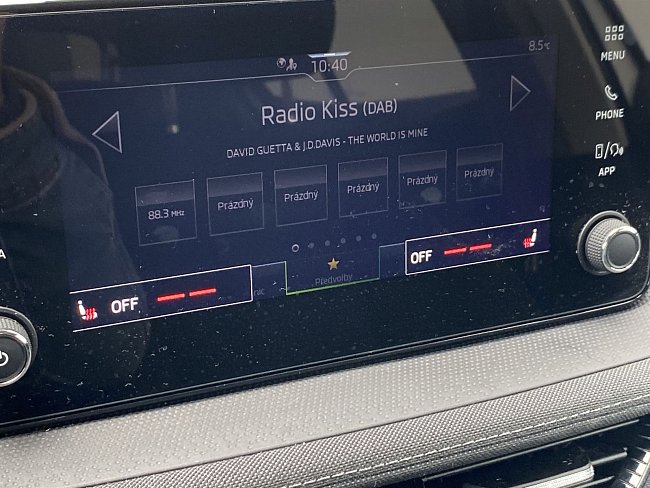 8.5°C
10:40
MENU
Radio Kiss (DAB)
PHONE
DAVID GUETTA & J.D.DAVIS - THE WORLD IS MINE
APP
88.3 MHz
Prázdný
Prázdný
Prázdný
Prázdný
Prázdný
OFF
OFF
Předvolby